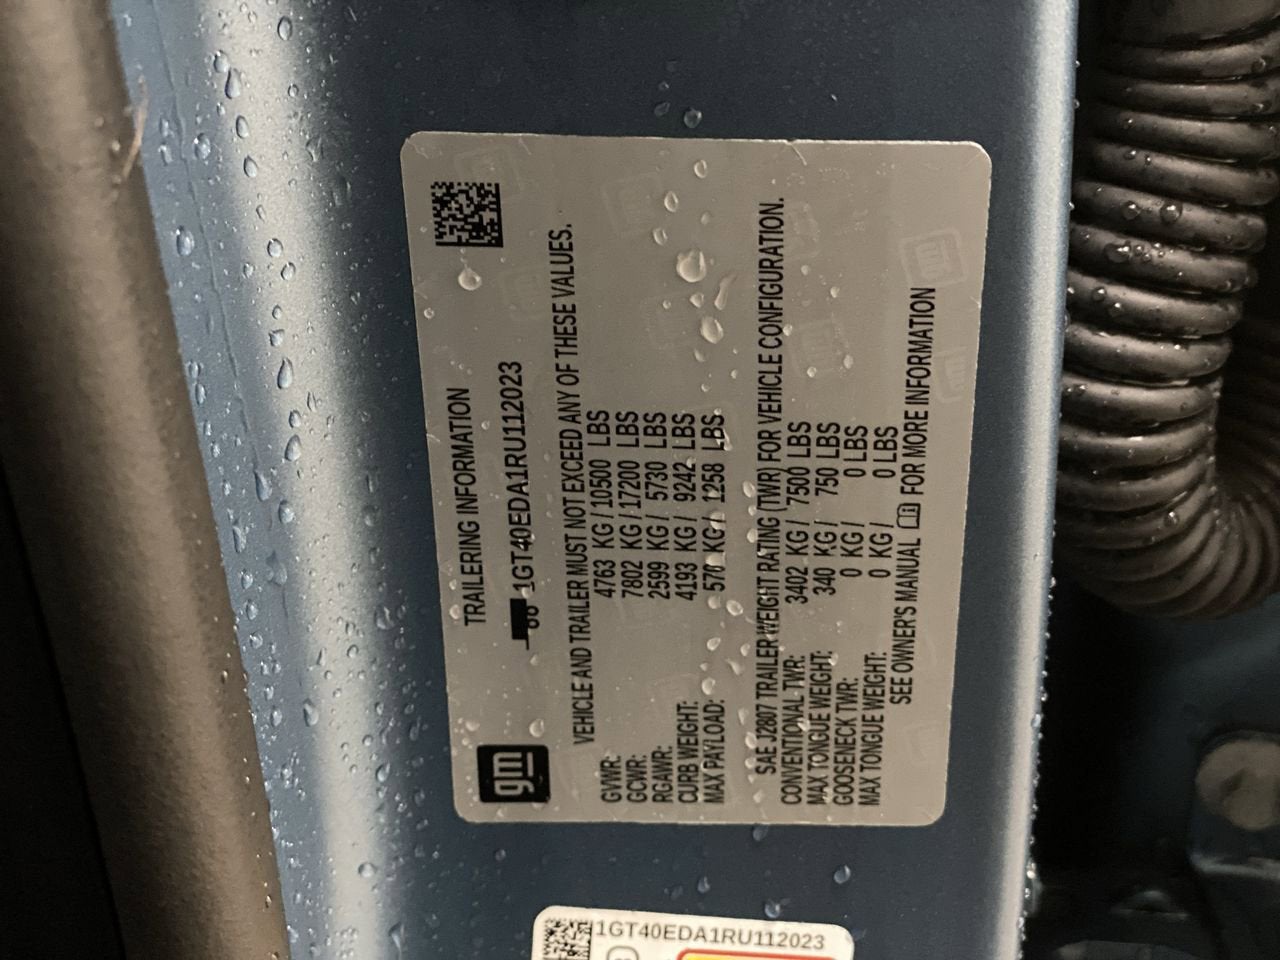 TRAILERING INFORMATION
1GT40EDA1RU112023
gm
VEHICLE AND TRAILER MUST NOT EXCEED ANY OF THESE VALUES.
GVWR: 4763 KG / 10500 LBS
GCWR: 7802 KG / 17200 LBS
RGAWR: 2599 KG / 5730 LBS
CURB WEIGHT: 4193 KG / 9242 LBS
MAX PAYLOAD: 570 KG / 1258 LBS
SAE J2807 TRAILER WEIGHT RATING (TWR) FOR VEHICLE CONFIGURATION.
CONVENTIONAL TWR: 3402 KG / 7500 LBS
MAX TONGUE WEIGHT: 340 KG / 750 LBS
GOOSENECK TWR: 0 KG / 0 LBS
MAX TONGUE WEIGHT: 0 KG / 0 LBS
SEE OWNER'S MANUAL FOR MORE INFORMATION
1GT40EDA1RU112023